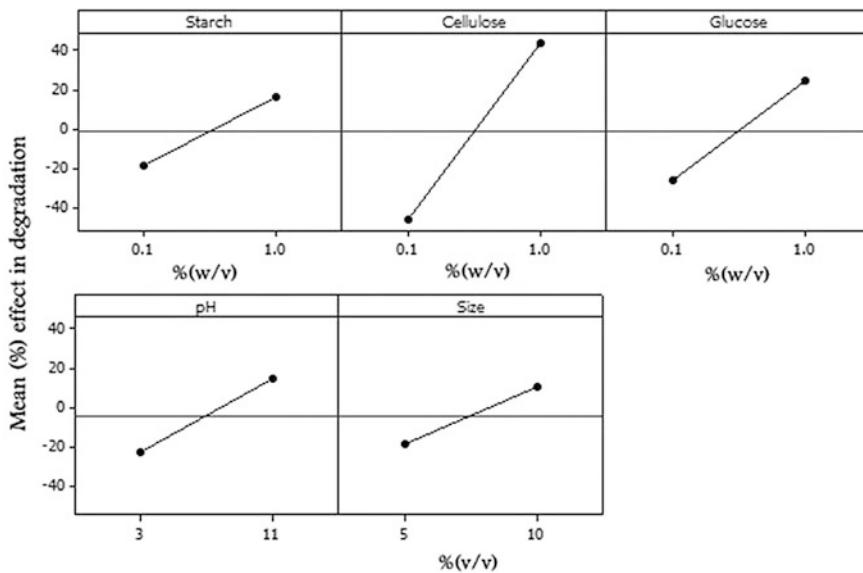 Starch Cellulose Glucose
40
20
0
-20
-40
0.1 1.0 0.1 1.0 0.1 1.0
%(w/v) %(w/v) %(w/v)
Mean (%) effect in degradation
pH Size
40
20
0
-20
-40
3 11 5 10
%(v/v)